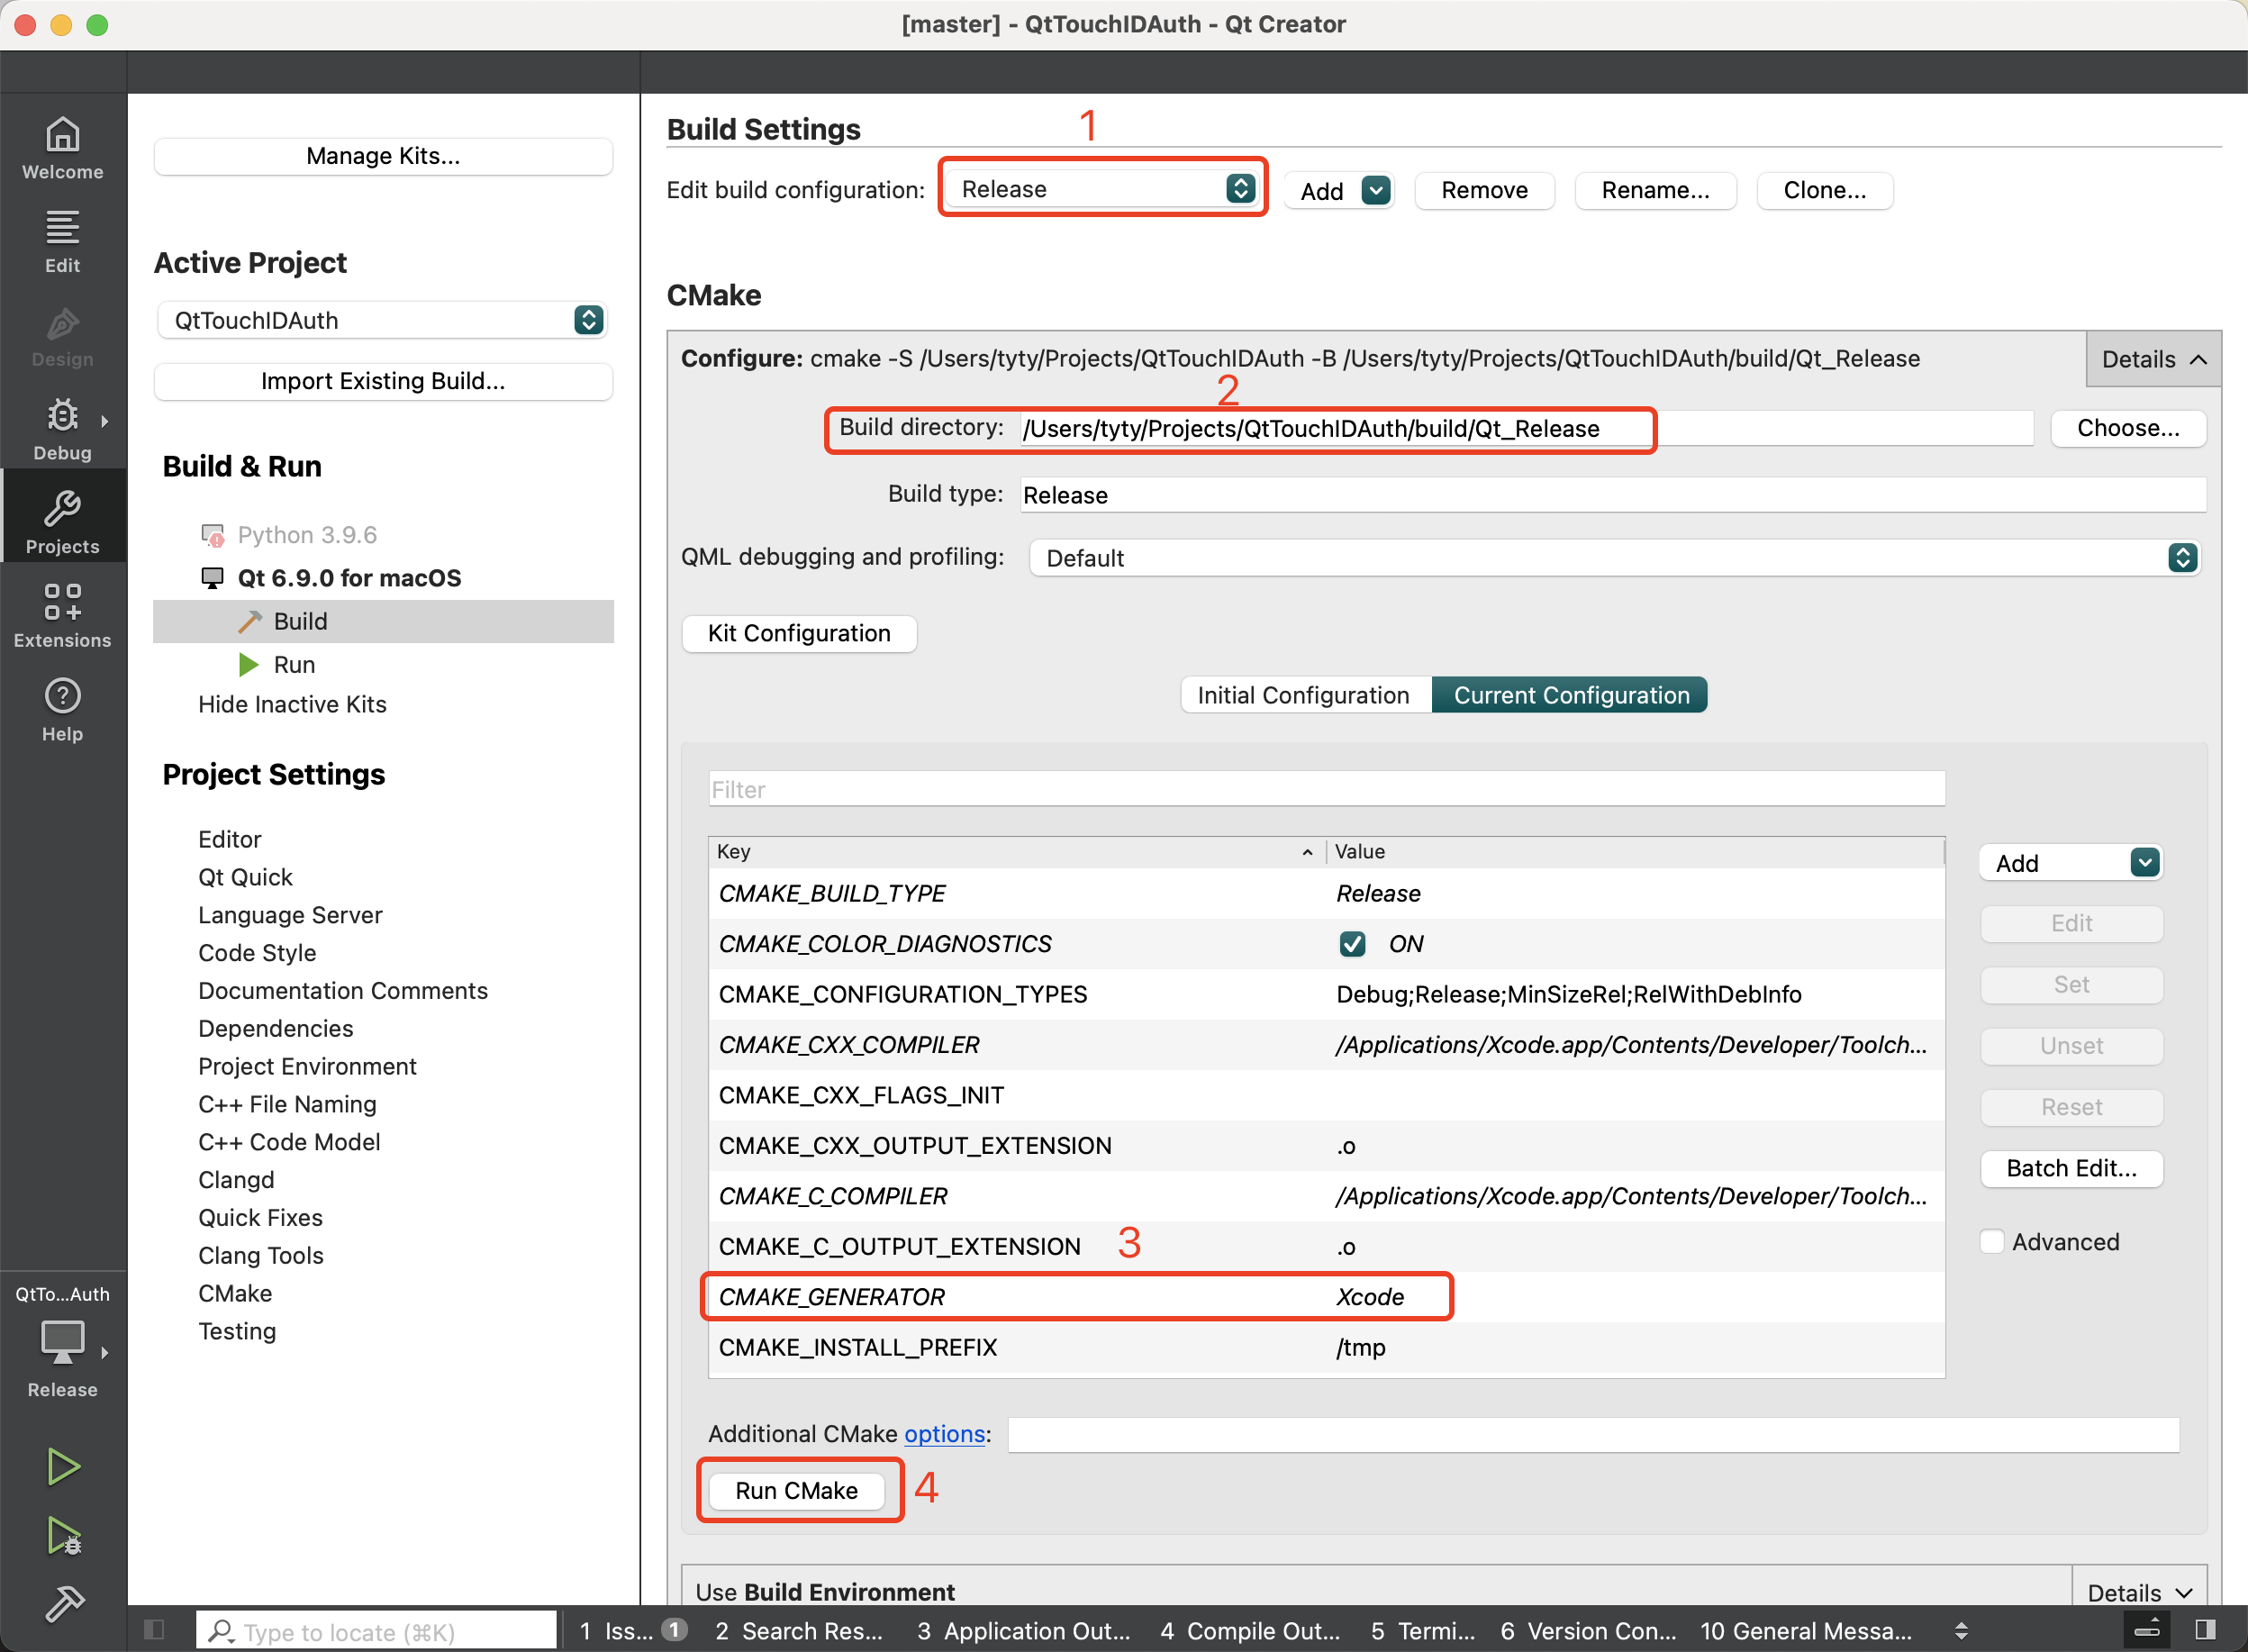 [master] - QtTouchIDAuth - Qt Creator
Welcome
Edit
Design
Debug
Projects
Extensions
Help
QtTo...Auth
Release
Manage Kits...
Active Project
QtTouchIDAuth
Import Existing Build...
Build & Run
Python 3.9.6
Qt 6.9.0 for macOS
Build
Run
Hide Inactive Kits
Project Settings
Editor
Qt Quick
Language Server
Code Style
Documentation Comments
Dependencies
Project Environment
C++ File Naming
C++ Code Model
Clangd
Quick Fixes
Clang Tools
CMake
Testing
Build Settings
1
Edit build configuration: Release Add Remove Rename... Clone...
CMake
Configure: cmake -S /Users/tyty/Projects/QtTouchIDAuth -B /Users/tyty/Projects/QtTouchIDAuth/build/Qt_Release Details
2
Build directory: /Users/tyty/Projects/QtTouchIDAuth/build/Qt_Release Choose...
Build type: Release
QML debugging and profiling: Default
Kit Configuration
Initial Configuration Current Configuration
Filter
Key Value
CMAKE_BUILD_TYPE Release
CMAKE_COLOR_DIAGNOSTICS ON
CMAKE_CONFIGURATION_TYPES Debug;Release;MinSizeRel;RelWithDebInfo
CMAKE_CXX_COMPILER /Applications/Xcode.app/Contents/Developer/Toolch...
CMAKE_CXX_FLAGS_INIT
CMAKE_CXX_OUTPUT_EXTENSION .o
CMAKE_C_COMPILER /Applications/Xcode.app/Contents/Developer/Toolch...
CMAKE_C_OUTPUT_EXTENSION 3 .o
CMAKE_GENERATOR Xcode
CMAKE_INSTALL_PREFIX /tmp
Add
Edit
Set
Unset
Reset
Batch Edit...
Advanced
Additional CMake options:
Run CMake 4
Use Build Environment Details
Type to locate (⌘K) 1 Iss... 1 2 Search Res... 3 Application Out... 4 Compile Out... 5 Termi... 6 Version Con... 10 General Messa...